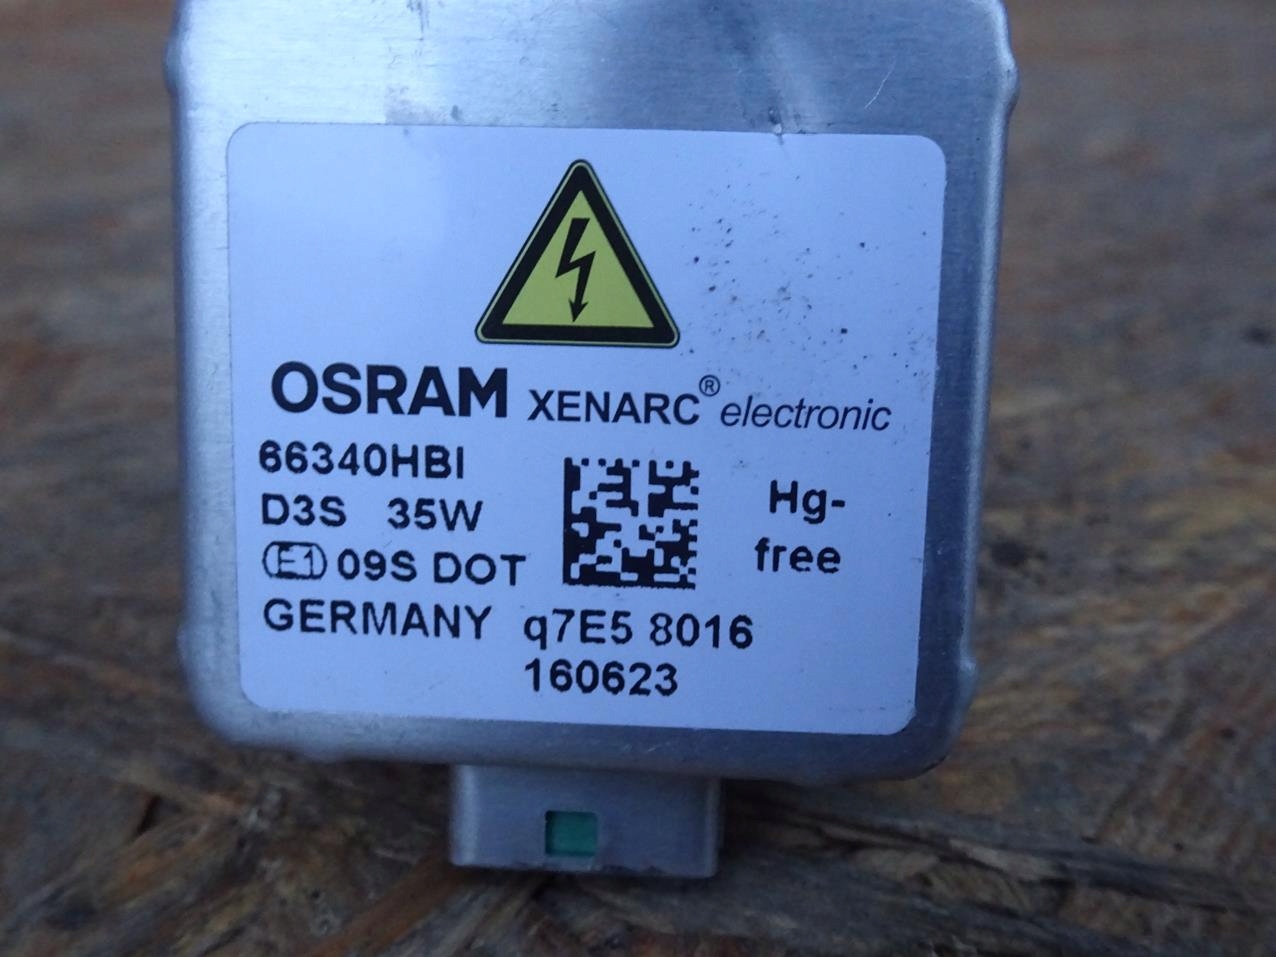 OSRAM XENARC® electronic
66340HBI
D3S 35W
Hg-
free
E1 09S DOT
GERMANY q7E5 8016
160623